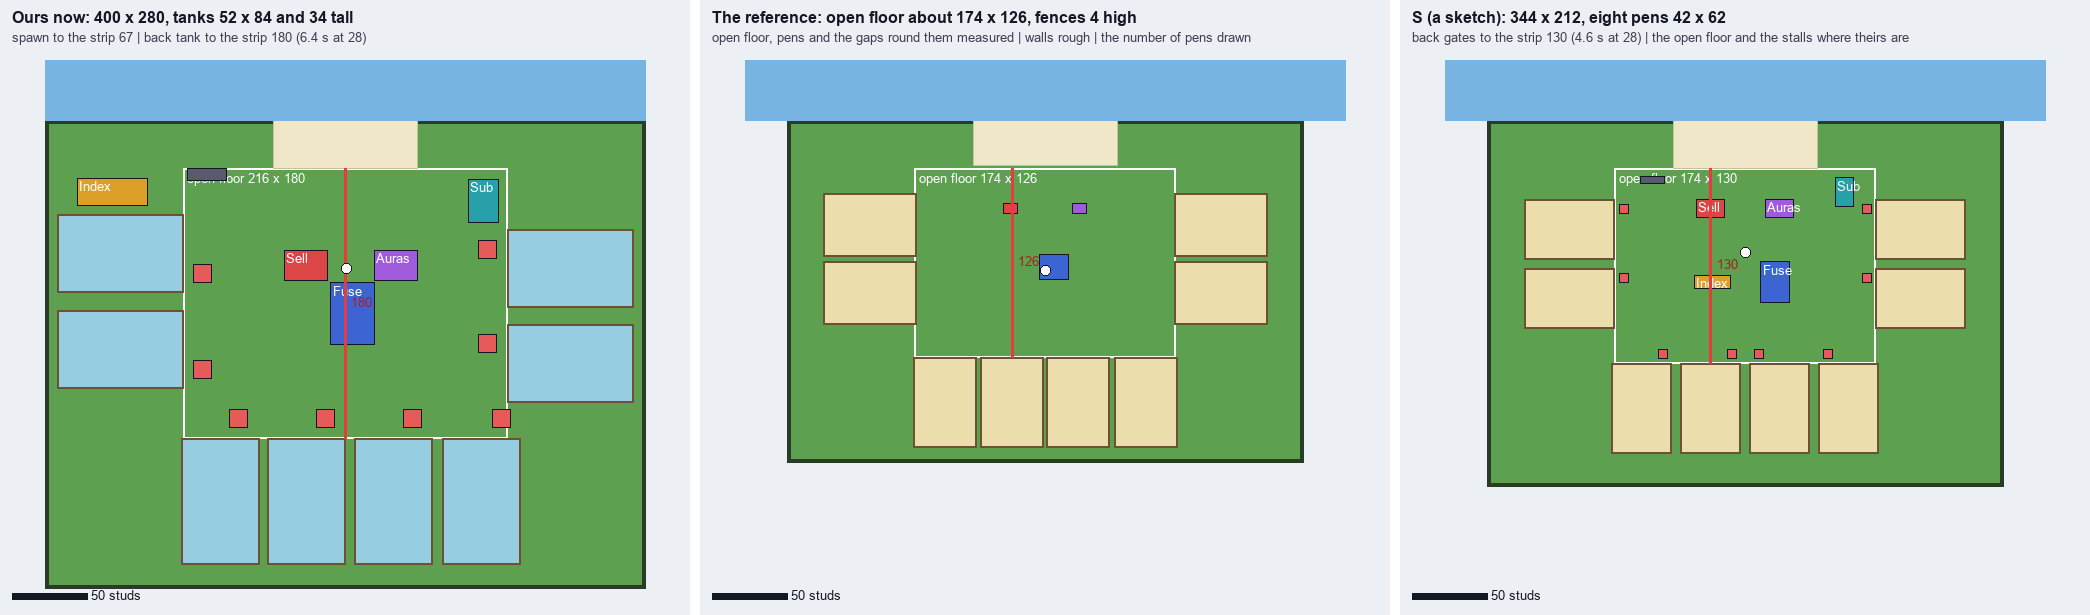 Ours now: 400 x 280, tanks 52 x 84 and 34 tall
spawn to the strip 67 | back tank to the strip 180 (6.4 s at 28)
Index
open floor 216 x 180
Sub
Sell
Auras
Fuse
180
50 studs
The reference: open floor about 174 x 126, fences 4 high
open floor, pens and the gaps round them measured | walls rough | the number of pens drawn
open floor 174 x 126
126
50 studs
S (a sketch): 344 x 212, eight pens 42 x 62
back gates to the strip 130 (4.6 s at 28) | the open floor and the stalls where theirs are
open floor 174 x 130
Sub
Sell
Auras
130
Fuse
Index
50 studs